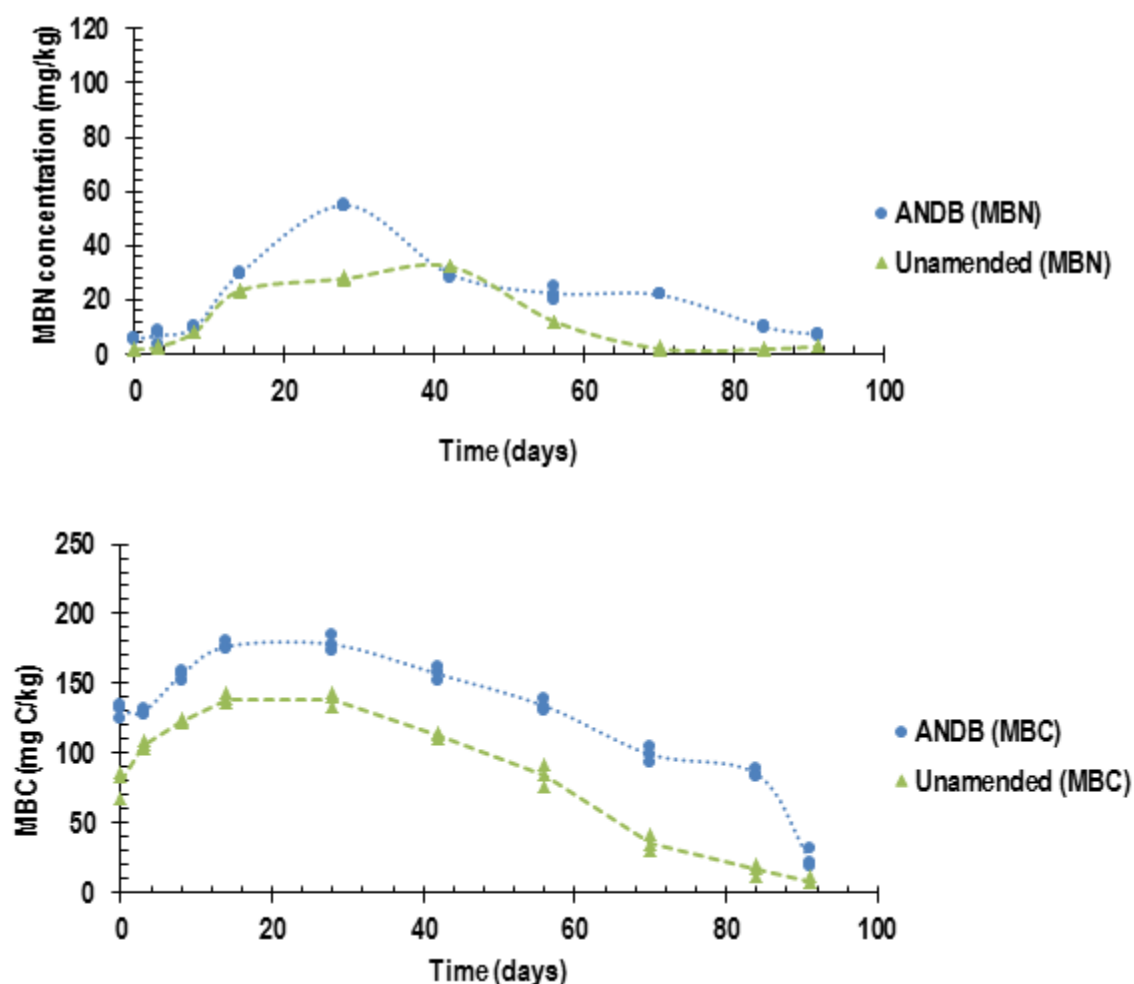 120
100
80
60
40
20
0
MBN concentration (mg/kg)
0 20 40 60 80 100
Time (days)
ANDB (MBN)
Unamended (MBN)
250
200
150
100
50
0
MBC (mg C/kg)
0 20 40 60 80 100
Time (days)
ANDB (MBC)
Unamended (MBC)